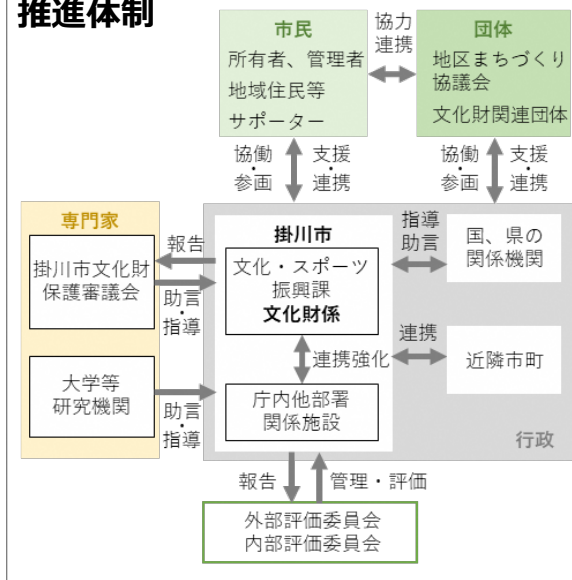 推進体制
市民
所有者、管理者
地域住民等
サポーター
協力
連携
団体
地区まちづくり
協議会
文化財関連団体
協働・参画
支援・連携
協働・参画
支援・連携
専門家
掛川市文化財
保護審議会
大学等
研究機関
報告
助言・指導
助言・指導
掛川市
文化・スポーツ
振興課
文化財係
連携強化
庁内他部署
関係施設
指導
助言
国、県の
関係機関
連携
近隣市町
行政
報告
管理・評価
外部評価委員会
内部評価委員会